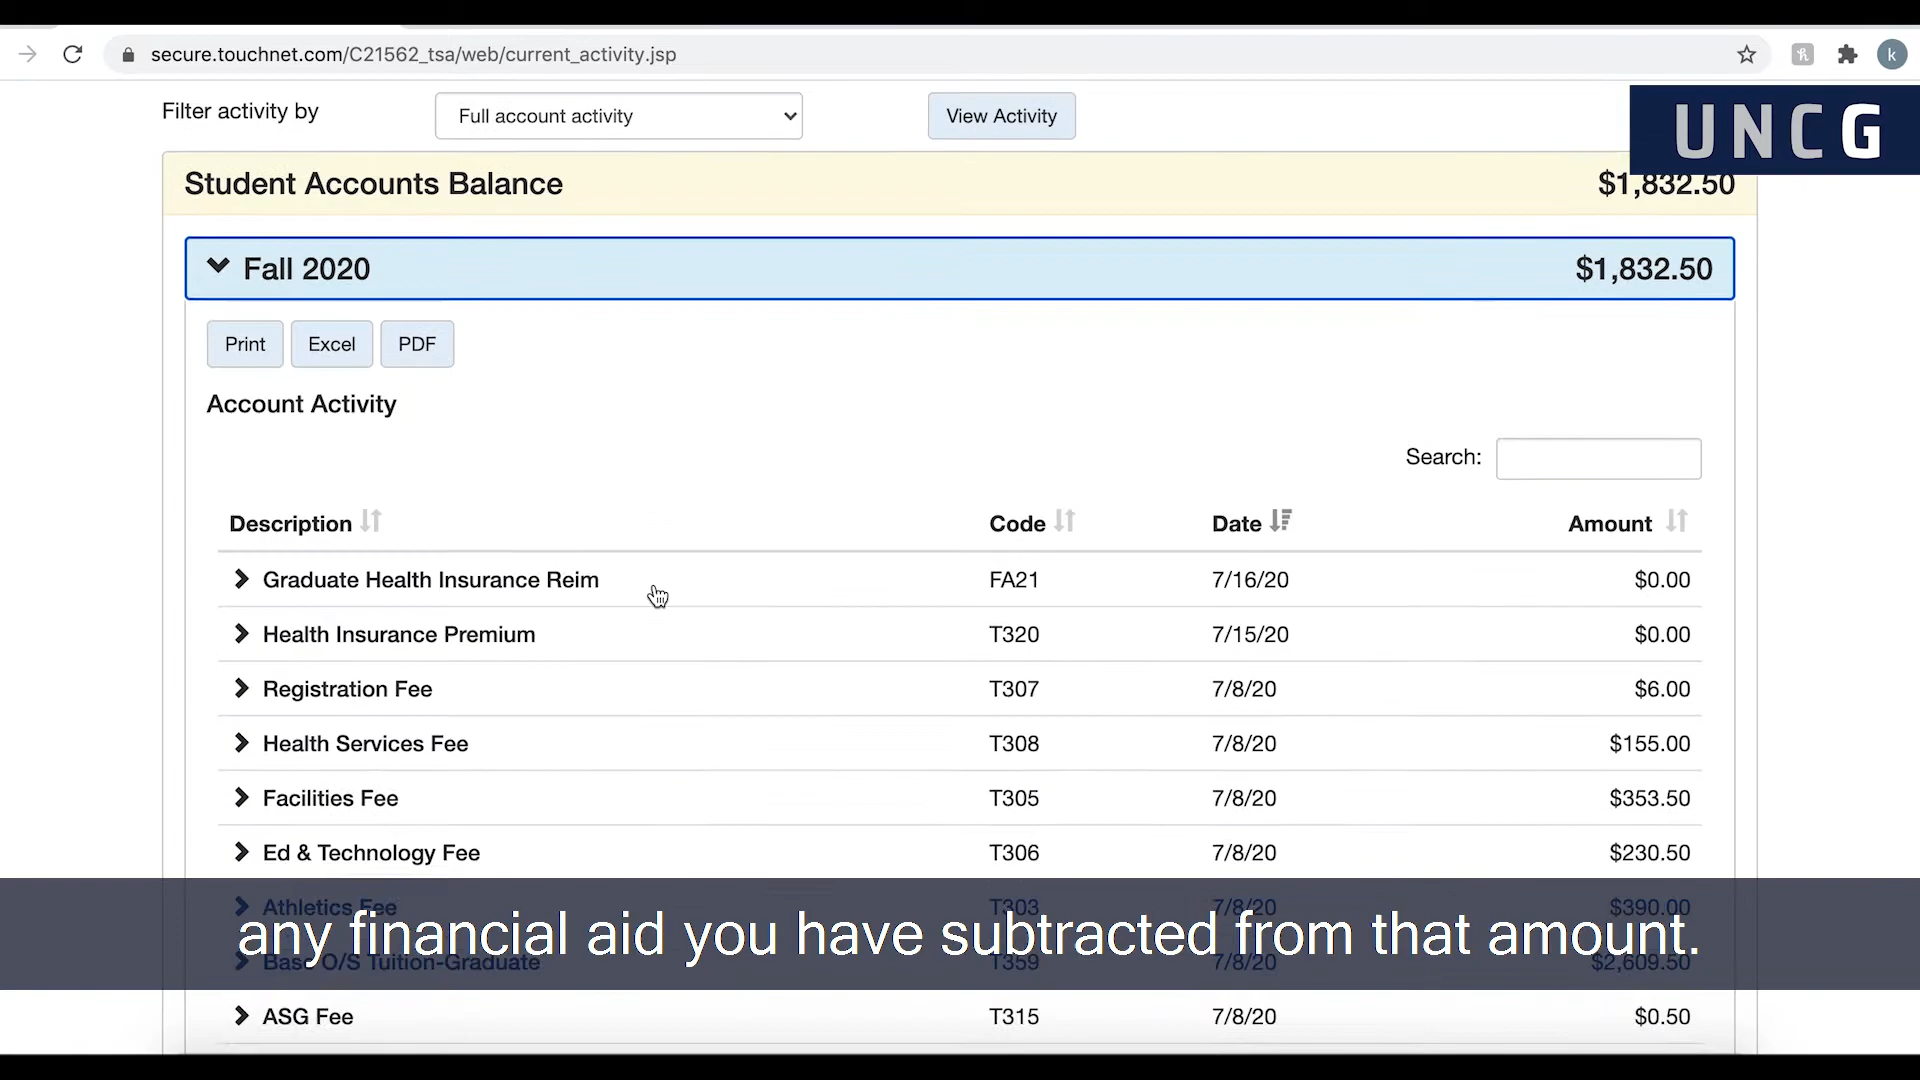 secure.touchnet.com/C21562_tsa/web/current_activity.jsp
k
Filter activity by Full account activity View Activity
UNCG
Student Accounts Balance $1,832.50
Fall 2020 $1,832.50
Print Excel PDF
Account Activity
Search:
Description Code Date Amount
Graduate Health Insurance Reim FA21 7/16/20 $0.00
Health Insurance Premium T320 7/15/20 $0.00
Registration Fee T307 7/8/20 $6.00
Health Services Fee T308 7/8/20 $155.00
Facilities Fee T305 7/8/20 $353.50
Ed & Technology Fee T306 7/8/20 $230.50
Athletics Fee T303 7/8/20 $390.00
any financial aid you have subtracted from that amount.
Base O/S Tuition-Graduate T359 7/8/20 $2,609.50
ASG Fee T315 7/8/20 $0.50